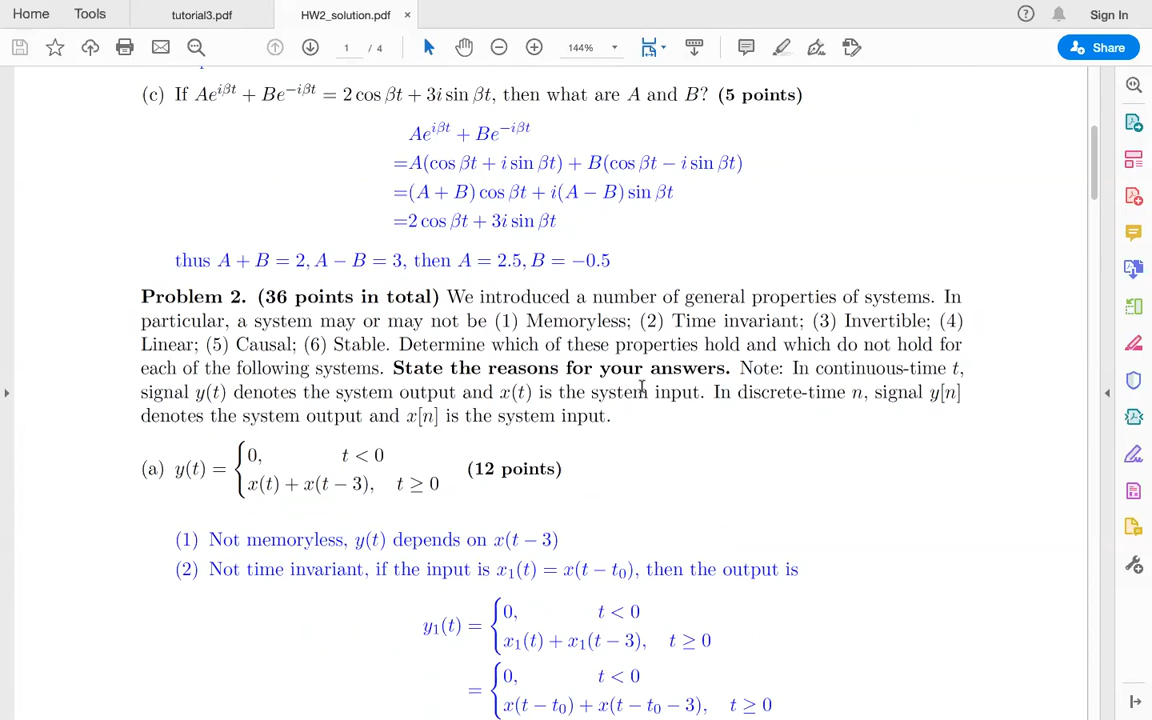 Home Tools tutorial3.pdf HW2_solution.pdf × Sign In
1 / 4 144% Share
(c) If Ae^{iβt} + Be^{−iβt} = 2 cos βt + 3i sin βt, then what are A and B? (5 points)
Ae^{iβt} + Be^{−iβt}
=A(cos βt + i sin βt) + B(cos βt − i sin βt)
=(A + B) cos βt + i(A − B) sin βt
=2 cos βt + 3i sin βt
thus A + B = 2, A − B = 3, then A = 2.5, B = −0.5
Problem 2. (36 points in total) We introduced a number of general properties of systems. In
particular, a system may or may not be (1) Memoryless; (2) Time invariant; (3) Invertible; (4)
Linear; (5) Causal; (6) Stable. Determine which of these properties hold and which do not hold for
each of the following systems. State the reasons for your answers. Note: In continuous-time t,
signal y(t) denotes the system output and x(t) is the system input. In discrete-time n, signal y[n]
denotes the system output and x[n] is the system input.
(a) y(t) = { 0, t < 0
x(t) + x(t − 3), t ≥ 0 (12 points)
(1) Not memoryless, y(t) depends on x(t − 3)
(2) Not time invariant, if the input is x₁(t) = x(t − t₀), then the output is
y₁(t) = { 0, t < 0
x₁(t) + x₁(t − 3), t ≥ 0
= { 0, t < 0
x(t − t₀) + x(t − t₀ − 3), t ≥ 0